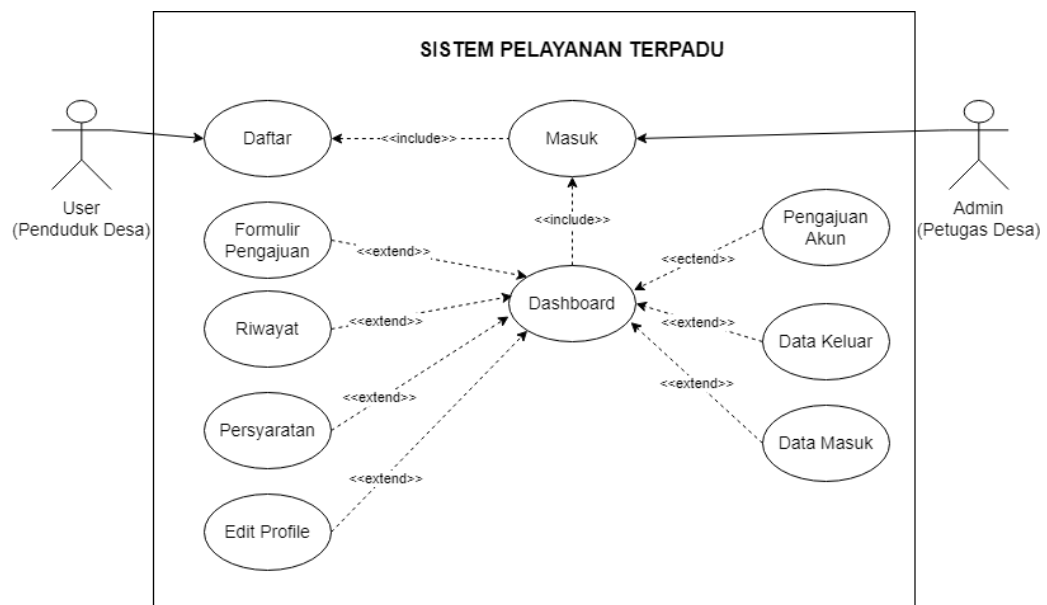 SISTEM PELAYANAN TERPADU
Daftar
<<include>>
Masuk
User
(Penduduk Desa)
Admin
(Petugas Desa)
<<include>>
Formulir
Pengajuan
<<extend>>
Pengajuan
Akun
<<ectend>>
Dashboard
Riwayat
<<extend>>
<<extend>>
Data Keluar
<<extend>>
<<extend>>
Persyaratan
Data Masuk
<<extend>>
Edit Profile